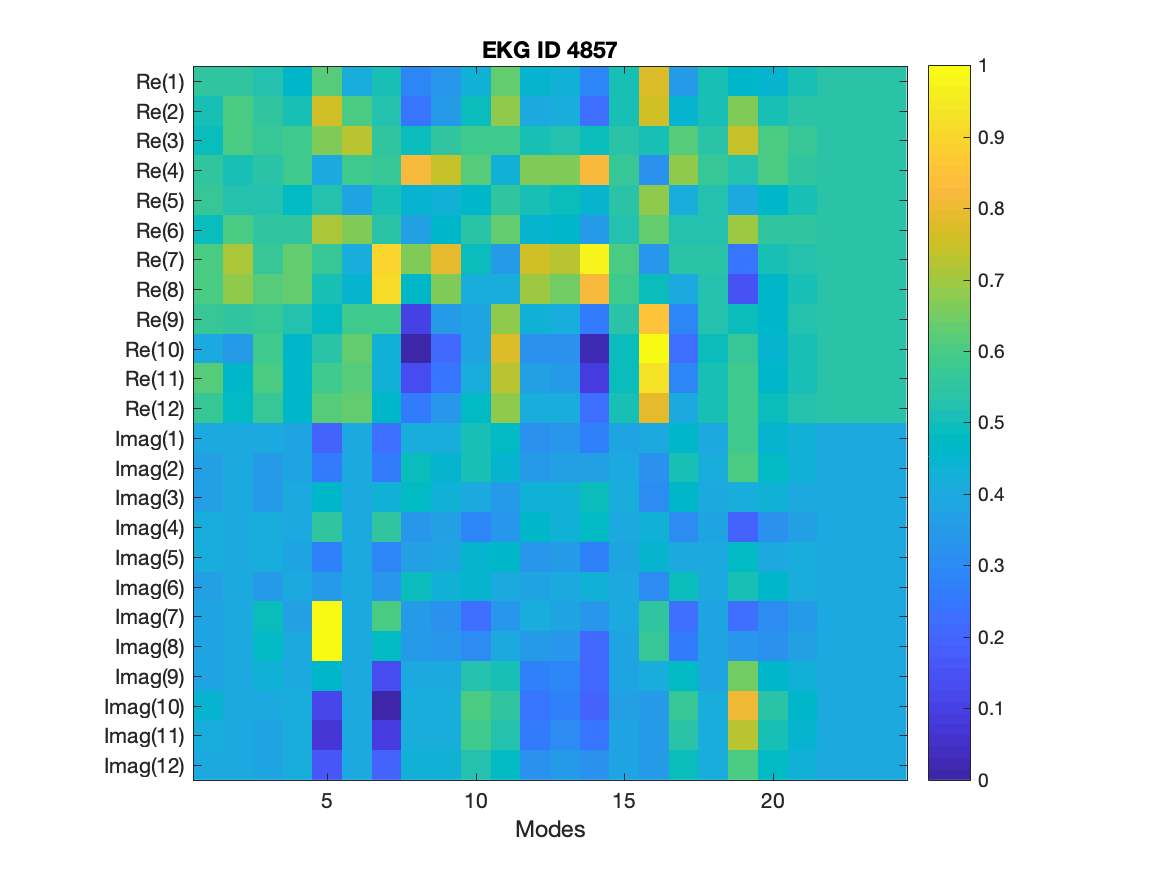 EKG ID 4857
Re(1)
Re(2)
Re(3)
Re(4)
Re(5)
Re(6)
Re(7)
Re(8)
Re(9)
Re(10)
Re(11)
Re(12)
Imag(1)
Imag(2)
Imag(3)
Imag(4)
Imag(5)
Imag(6)
Imag(7)
Imag(8)
Imag(9)
Imag(10)
Imag(11)
Imag(12)
5 10 15 20
Modes
1
0.9
0.8
0.7
0.6
0.5
0.4
0.3
0.2
0.1
0